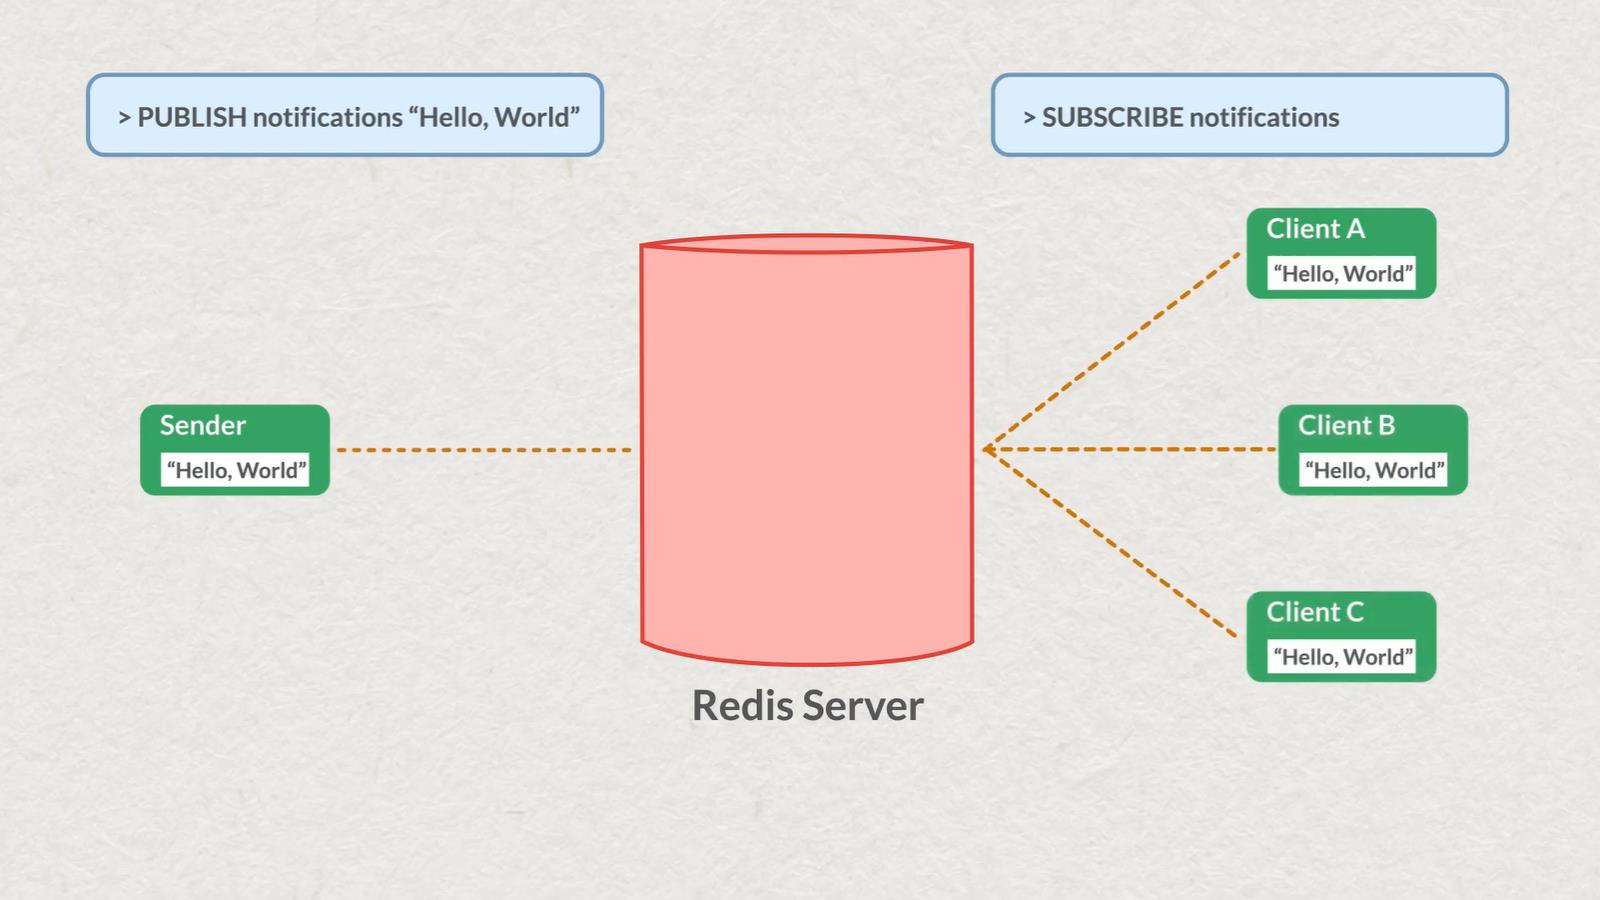 > PUBLISH notifications “Hello, World”
> SUBSCRIBE notifications
Client A
“Hello, World”
Sender
“Hello, World”
Client B
“Hello, World”
Client C
“Hello, World”
Redis Server